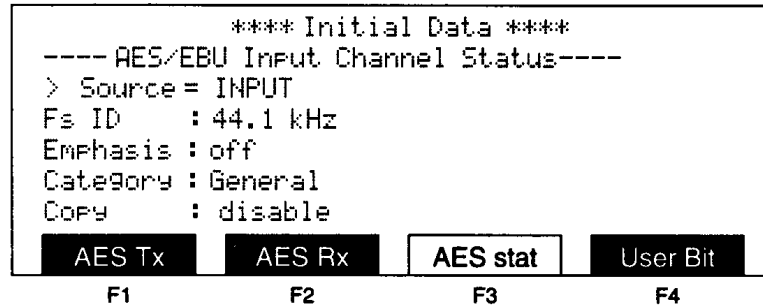 **** Initial Data ****
---- AES/EBU Input Channel Status----
> Source = INPUT
Fs ID : 44.1 kHz
Emphasis : off
Category : General
Copy : disable
AES Tx AES Rx AES stat User Bit
F1 F2 F3 F4